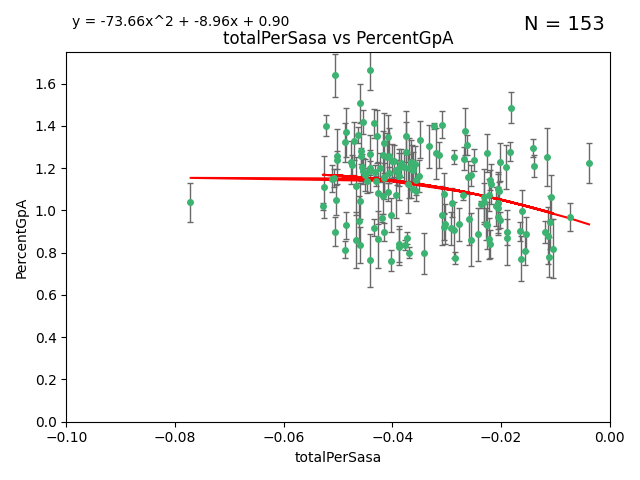 y = -73.66x^2 + -8.96x + 0.90
N = 153
totalPerSasa vs PercentGpA
PercentGpA
1.6
1.4
1.2
1.0
0.8
0.6
0.4
0.2
0.0
−0.10 −0.08 −0.06 −0.04 −0.02 0.00
totalPerSasa